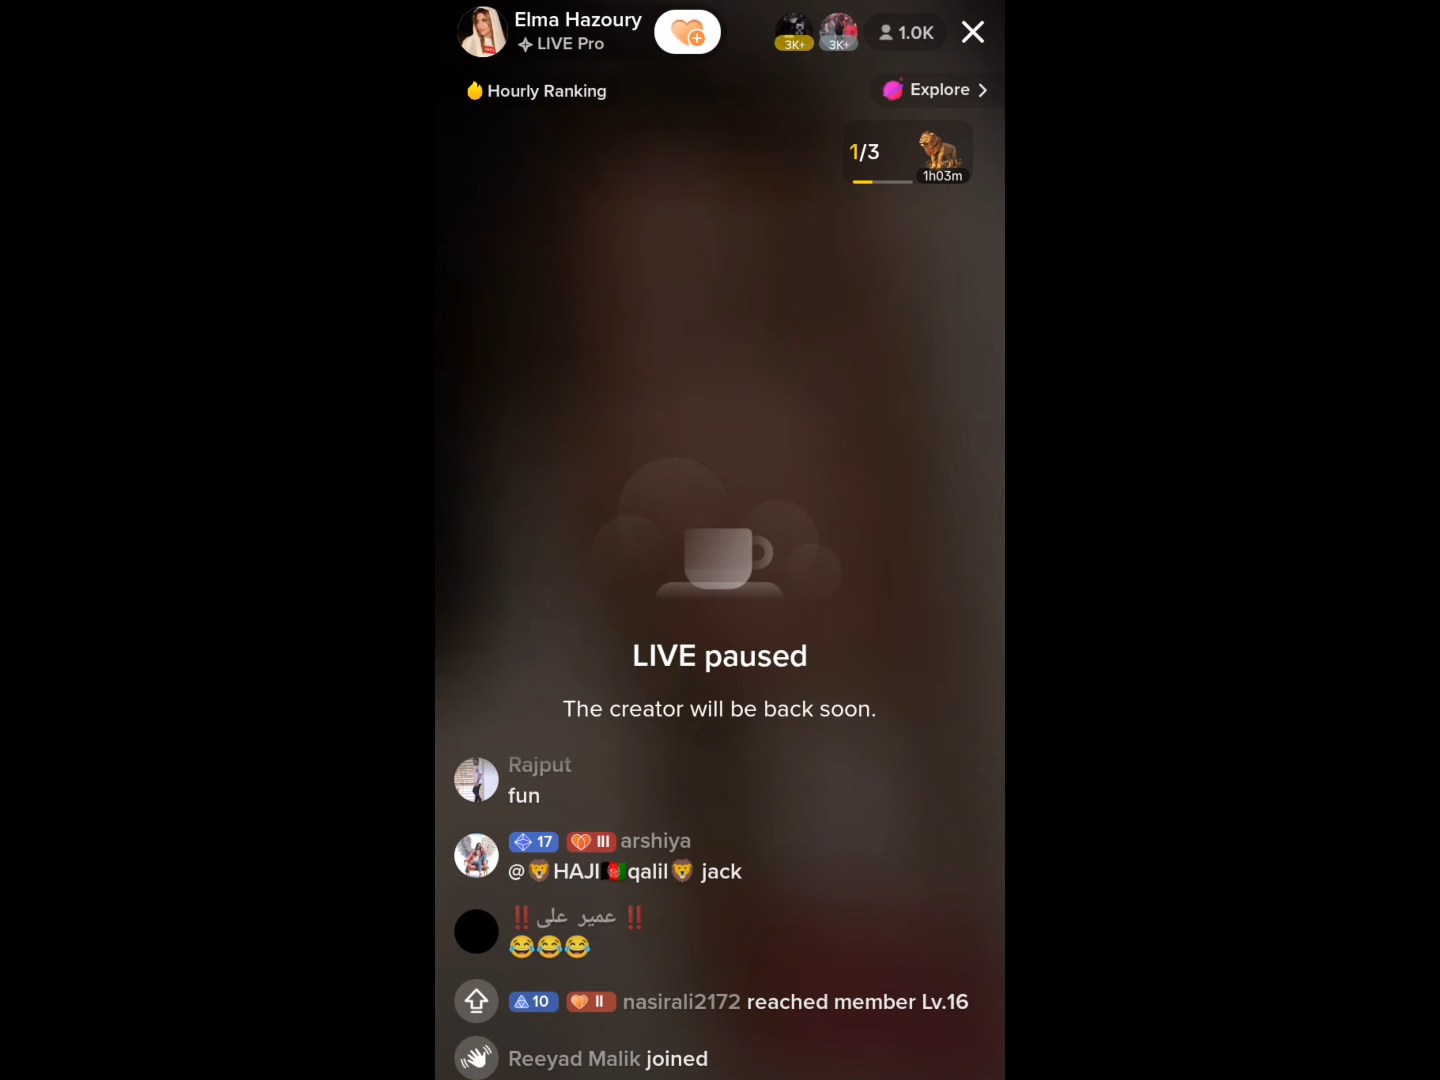 Elma Hazoury
LIVE Pro
3K+
3K+
1.0K
Hourly Ranking
Explore
1/3
1h03m
LIVE paused
The creator will be back soon.
Rajput
fun
17 III arshiya
@🦁HAJI🇦🇫qalil🦁 jack
‼️ عمیر علی ‼️
😂😂😂
10 II nasirali2172 reached member Lv.16
Reeyad Malik joined